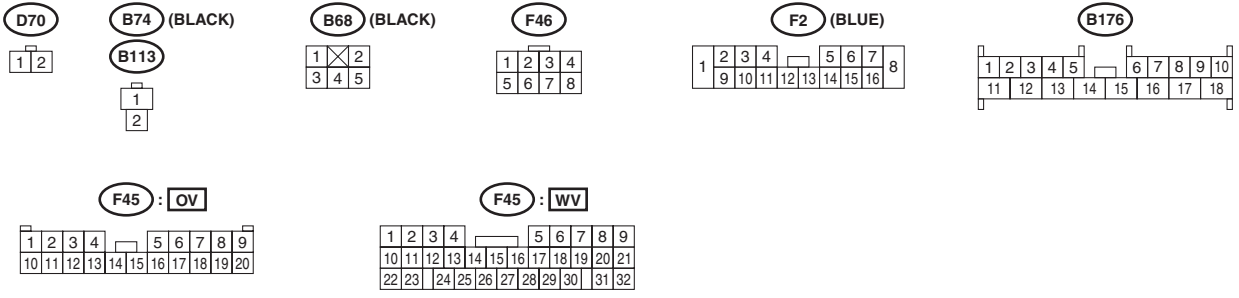 D70
B74 (BLACK)
B113
B68 (BLACK)
F46
F2 (BLUE)
B176
1 2
1
2
1 2
3 4 5
1 2 3 4
5 6 7 8
1 2 3 4 5 6 7 8
9 10 11 12 13 14 15 16
1 2 3 4 5 6 7 8 9 10
11 12 13 14 15 16 17 18
F45 : OV
F45 : WV
1 2 3 4 5 6 7 8 9
10 11 12 13 14 15 16 17 18 19 20
1 2 3 4 5 6 7 8 9
10 11 12 13 14 15 16 17 18 19 20 21
22 23 24 25 26 27 28 29 30 31 32